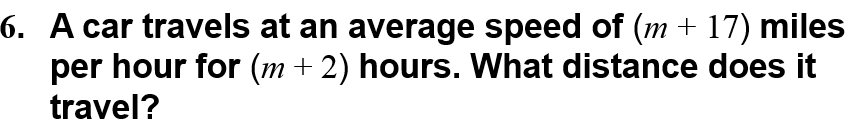 6. A car travels at an average speed of (m + 17) miles
per hour for (m + 2) hours. What distance does it
travel?